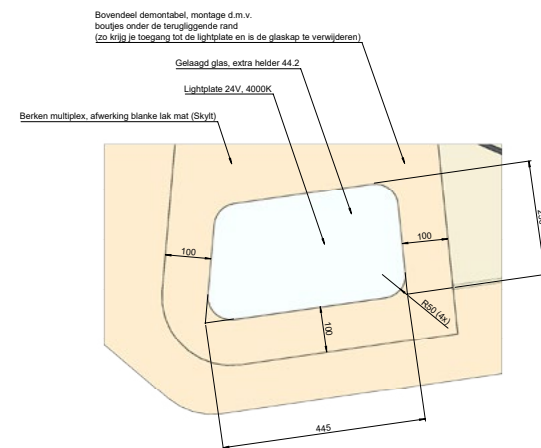 Bovendeel demontabel, montage d.m.v.
boutjes onder de terugliggende rand
(zo krijg je toegang tot de lightplate en is de glaskap te verwijderen)
Gelaagd glas, extra helder 44.2
Lightplate 24V, 4000K
Berken multiplex, afwerking blanke lak mat (Skylt)
100
100
R50 (4x)
100
445